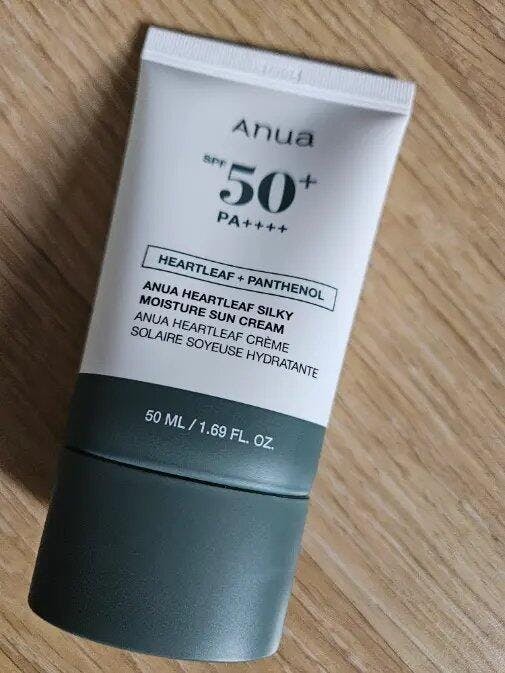 Anua
SPF 50+
PA++++
HEARTLEAF + PANTHENOL
ANUA HEARTLEAF SILKY
MOISTURE SUN CREAM
ANUA HEARTLEAF CRÈME
SOLAIRE SOYEUSE HYDRATANTE
50 ML / 1.69 FL. OZ.